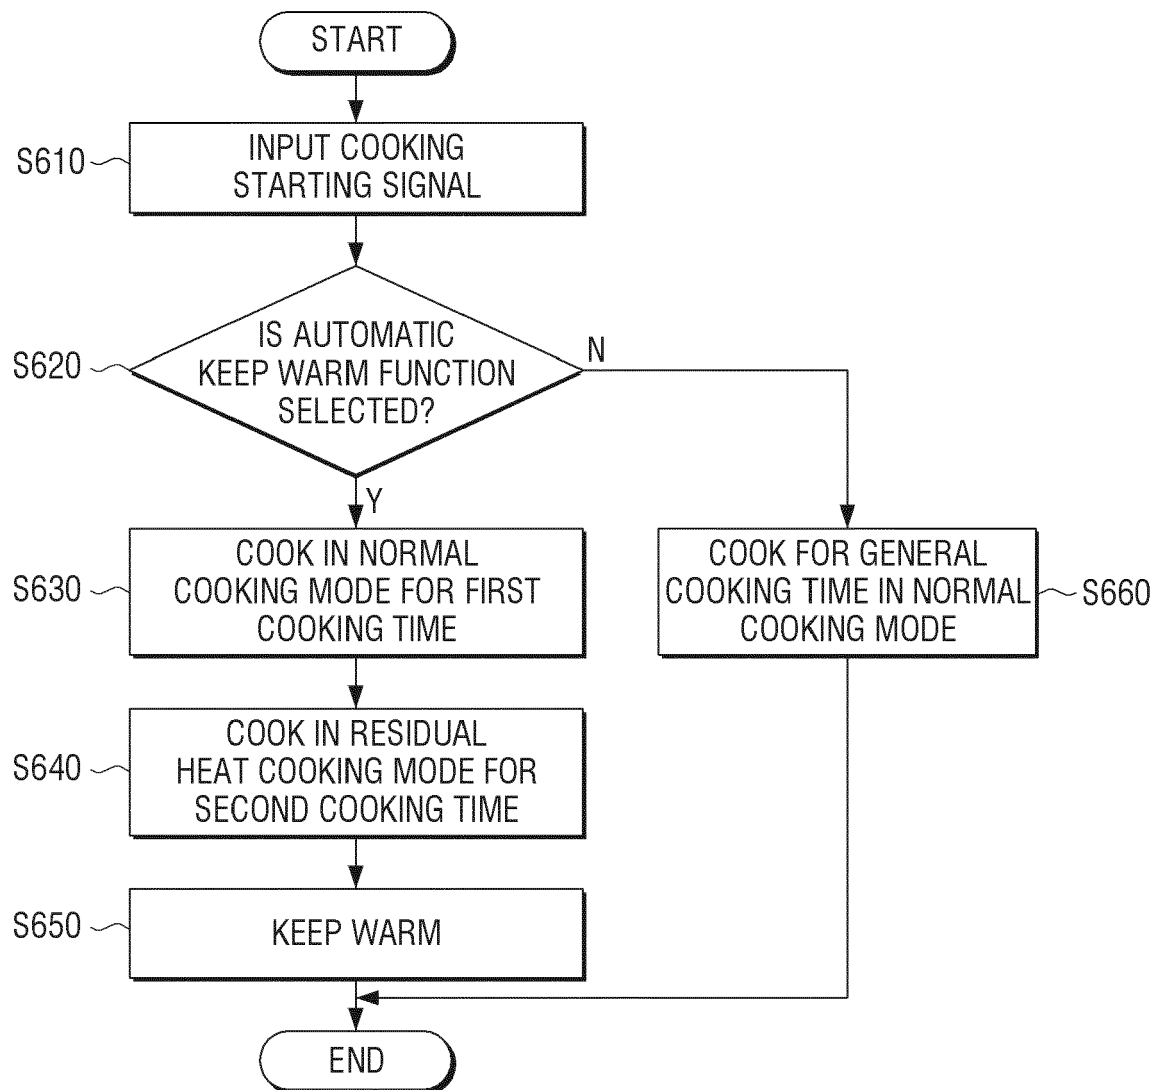 START
S610
INPUT COOKING
STARTING SIGNAL
S620
IS AUTOMATIC
KEEP WARM FUNCTION
SELECTED?
N
Y
S630
COOK IN NORMAL
COOKING MODE FOR FIRST
COOKING TIME
COOK FOR GENERAL
COOKING TIME IN NORMAL
COOKING MODE
S660
S640
COOK IN RESIDUAL
HEAT COOKING MODE FOR
SECOND COOKING TIME
S650
KEEP WARM
END